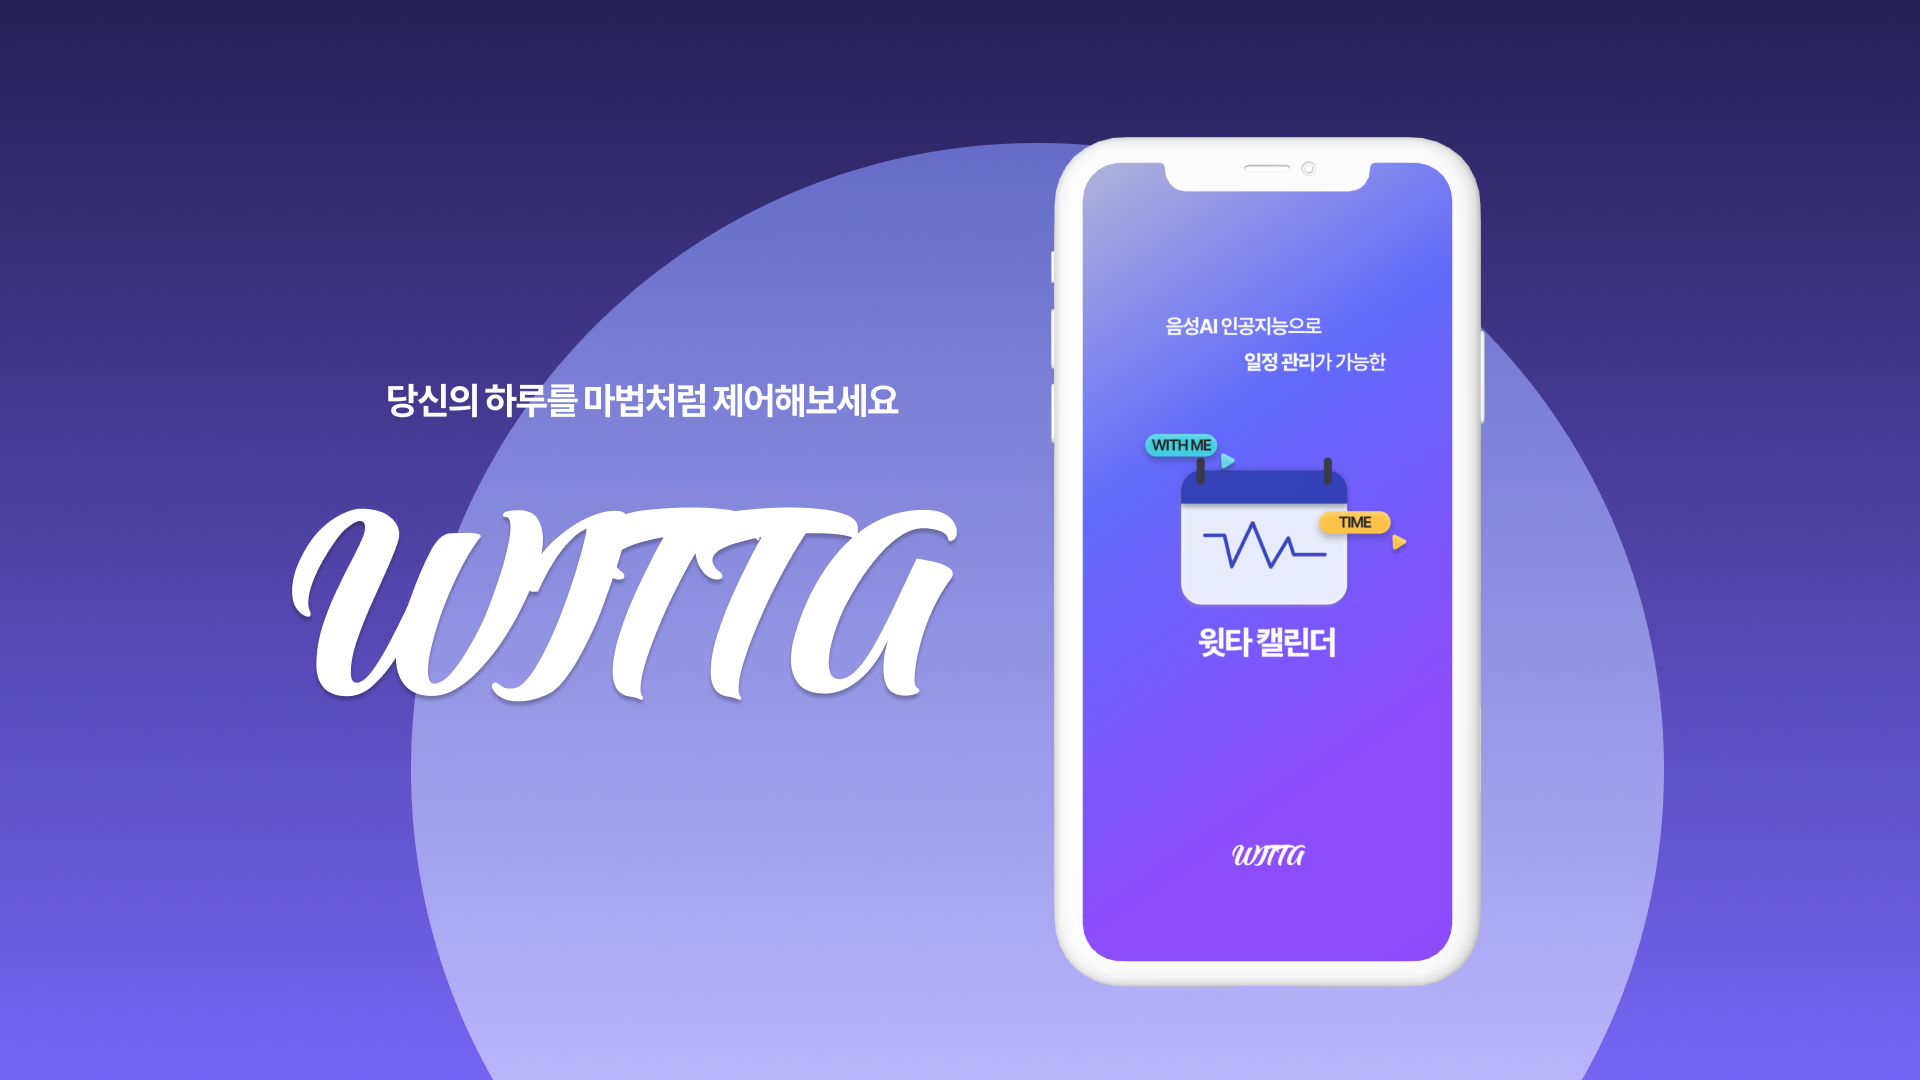 당신의 하루를 마법처럼 제어해보세요
WITTA
음성AI 인공지능으로
일정 관리가 가능한
WITH ME
TIME
윗타 캘린더
WITTA